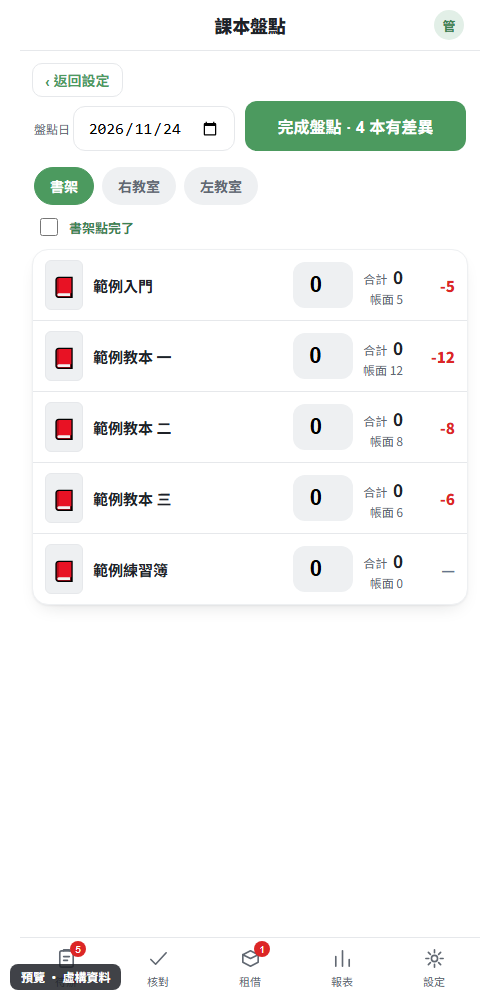 課本盤點
管
‹ 返回設定
盤點日 2026/11/24
完成盤點 · 4 本有差異
書架 右教室 左教室
書架點完了
範例入門 0 合計 0 帳面 5 -5
範例教本 一 0 合計 0 帳面 12 -12
範例教本 二 0 合計 0 帳面 8 -8
範例教本 三 0 合計 0 帳面 6 -6
範例練習簿 0 合計 0 帳面 0 —
5 1
核對 租借 報表 設定
預覽 · 虛構資料